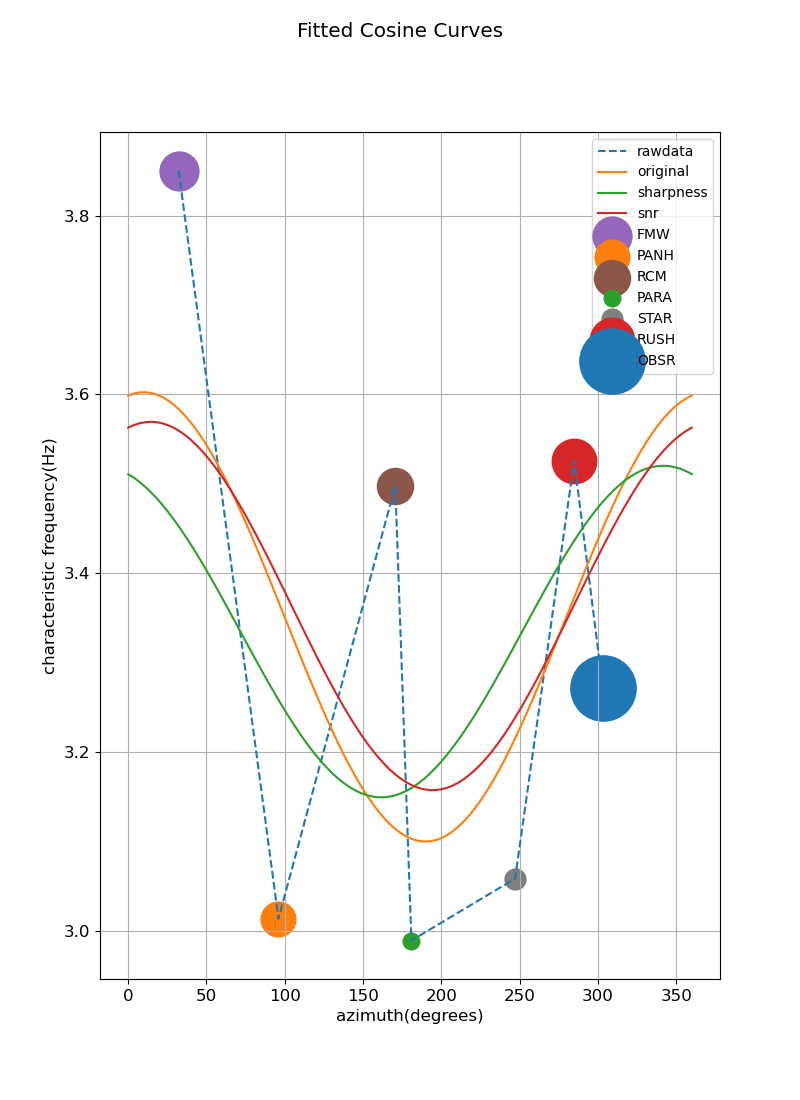 Fitted Cosine Curves
rawdata
original
sharpness
snr
FMW
PANH
RCM
PARA
STAR
RUSH
OBSR
3.8
3.6
3.4
3.2
3.0
characteristic frequency(Hz)
0 50 100 150 200 250 300 350
azimuth(degrees)